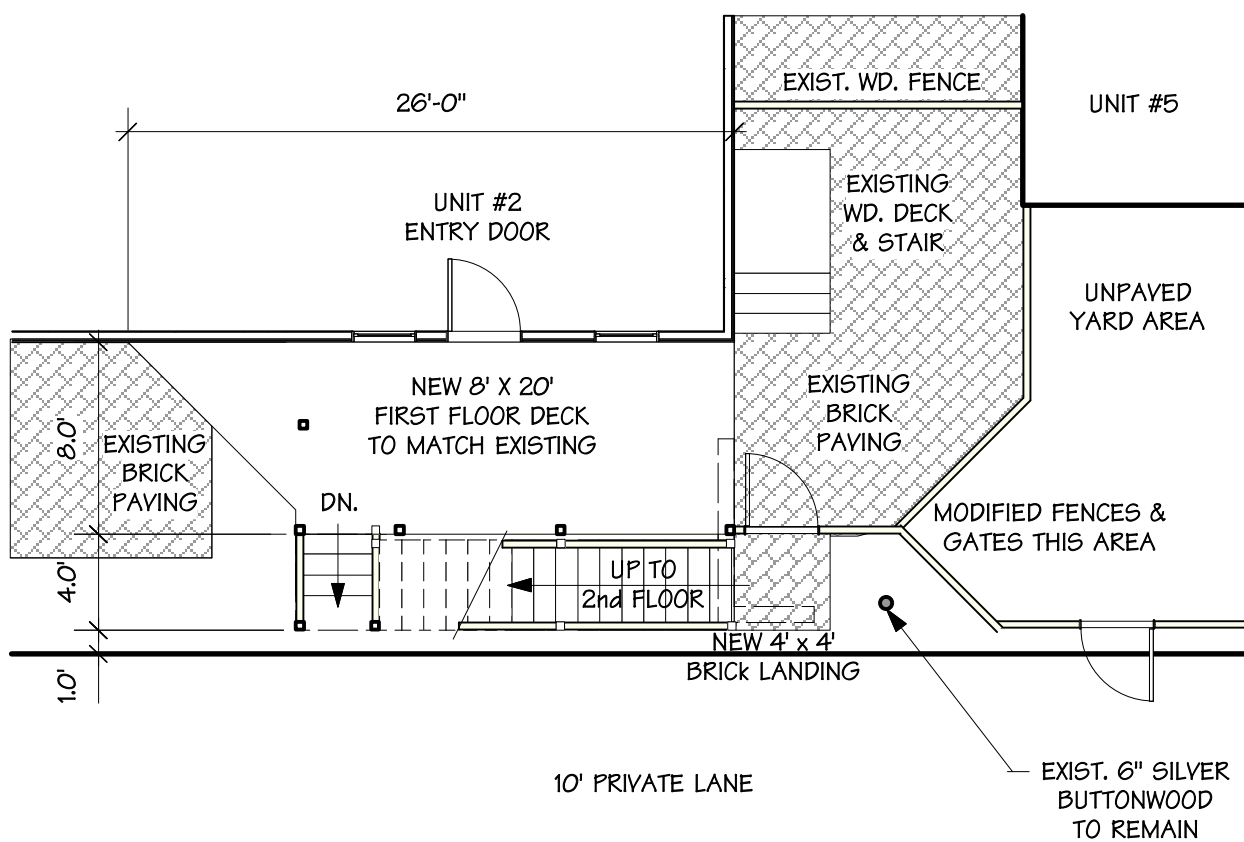 EXIST. WD. FENCE
26'-0"
UNIT #5
EXISTING
WD. DECK
& STAIR
UNIT #2
ENTRY DOOR
UNPAVED
YARD AREA
NEW 8' X 20'
FIRST FLOOR DECK
TO MATCH EXISTING
EXISTING
BRICK
PAVING
8.0'
EXISTING
BRICK
PAVING
DN.
MODIFIED FENCES &
GATES THIS AREA
4.0'
UP TO
2nd FLOOR
NEW 4' x 4'
BRICK LANDING
1.0'
10' PRIVATE LANE
EXIST. 6" SILVER
BUTTONWOOD
TO REMAIN